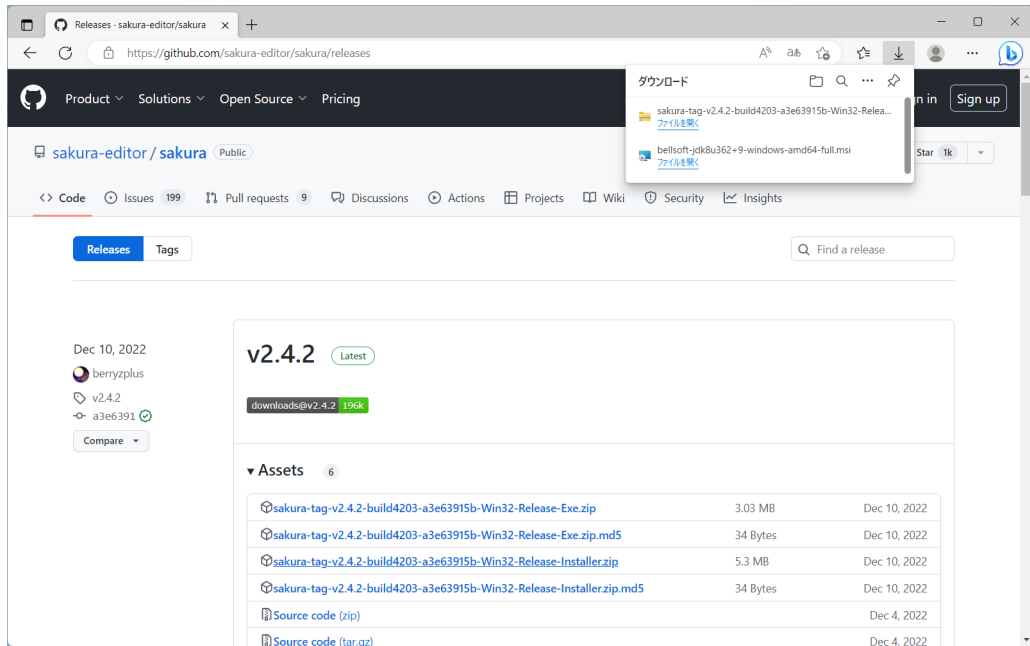 Releases · sakura-editor/sakura
https://github.com/sakura-editor/sakura/releases
ダウンロード
sakura-tag-v2.4.2-build4203-a3e63915b-Win32-Relea...
ファイルを開く
bellsoft-jdk8u362+9-windows-amd64-full.msi
ファイルを開く
Product Solutions Open Source Pricing
n in Sign up
sakura-editor / sakura Public
Star 1k
Code Issues 199 Pull requests 9 Discussions Actions Projects Wiki Security Insights
Releases Tags
Find a release
Dec 10, 2022
berryzplus
v2.4.2
a3e6391
Compare
v2.4.2 Latest
downloads@v2.4.2 196k
Assets 6
sakura-tag-v2.4.2-build4203-a3e63915b-Win32-Release-Exe.zip 3.03 MB Dec 10, 2022
sakura-tag-v2.4.2-build4203-a3e63915b-Win32-Release-Exe.zip.md5 34 Bytes Dec 10, 2022
sakura-tag-v2.4.2-build4203-a3e63915b-Win32-Release-Installer.zip 5.3 MB Dec 10, 2022
sakura-tag-v2.4.2-build4203-a3e63915b-Win32-Release-Installer.zip.md5 34 Bytes Dec 10, 2022
Source code (zip) Dec 4, 2022
Source code (tar.gz) Dec 4, 2022